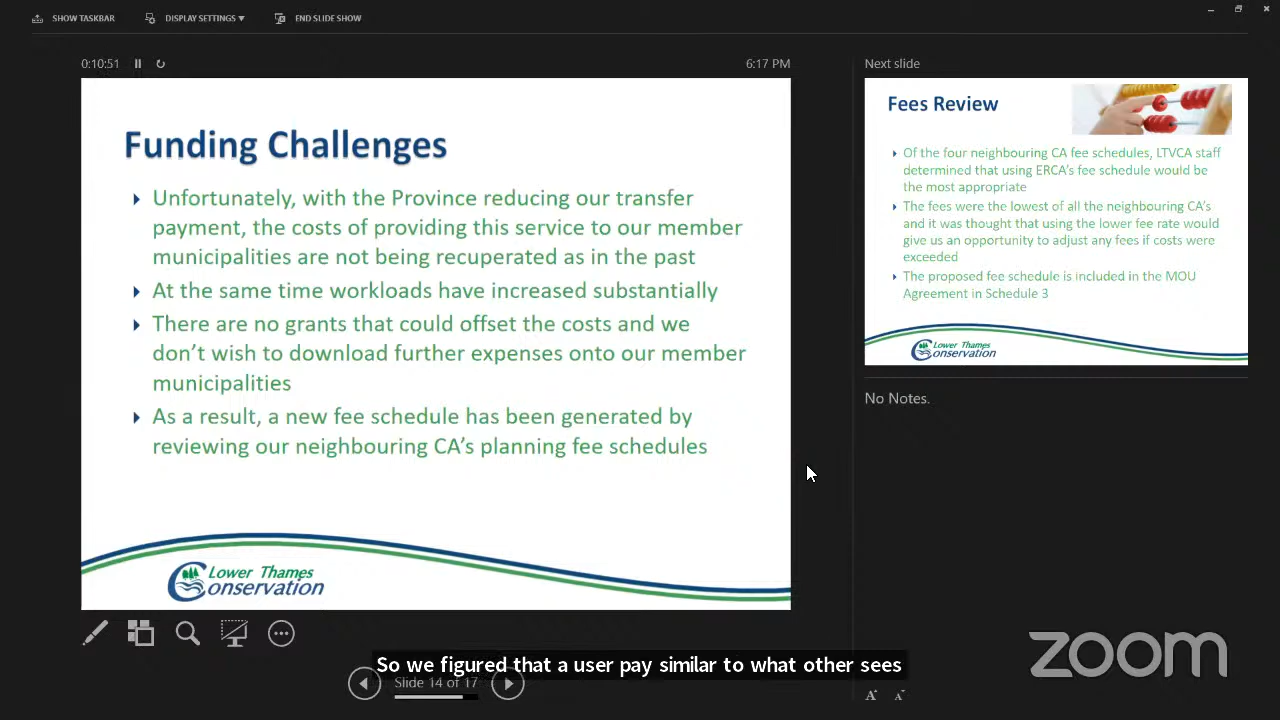 SHOW TASKBAR
DISPLAY SETTINGS ▼
END SLIDE SHOW
0:10:51
6:17 PM
Funding Challenges
Unfortunately, with the Province reducing our transfer
payment, the costs of providing this service to our member
municipalities are not being recuperated as in the past
At the same time workloads have increased substantially
There are no grants that could offset the costs and we
don't wish to download further expenses onto our member
municipalities
As a result, a new fee schedule has been generated by
reviewing our neighbouring CA's planning fee schedules
Lower Thames
Conservation
Next slide
Fees Review
Of the four neighbouring CA fee schedules, LTVCA staff
determined that using ERCA's fee schedule would be
the most appropriate
The fees were the lowest of all the neighbouring CA's
and it was thought that using the lower fee rate would
give us an opportunity to adjust any fees if costs were
exceeded
The proposed fee schedule is included in the MOU
Agreement in Schedule 3
Lower Thames
Conservation
No Notes.
So we figured that a user pay similar to what other sees
Slide 14 of 17
A A
zoom